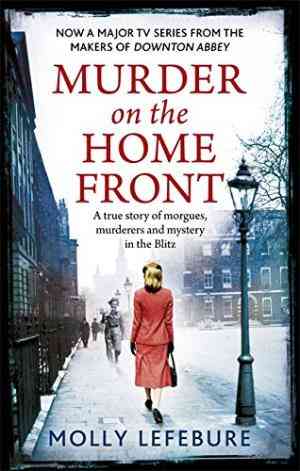 NOW A MAJOR TV SERIES FROM THE
MAKERS OF DOWNTON ABBEY
MURDER
on the
HOME
FRONT
A true story of morgues,
murderers and mystery
in the Blitz
MOLLY LEFEBURE